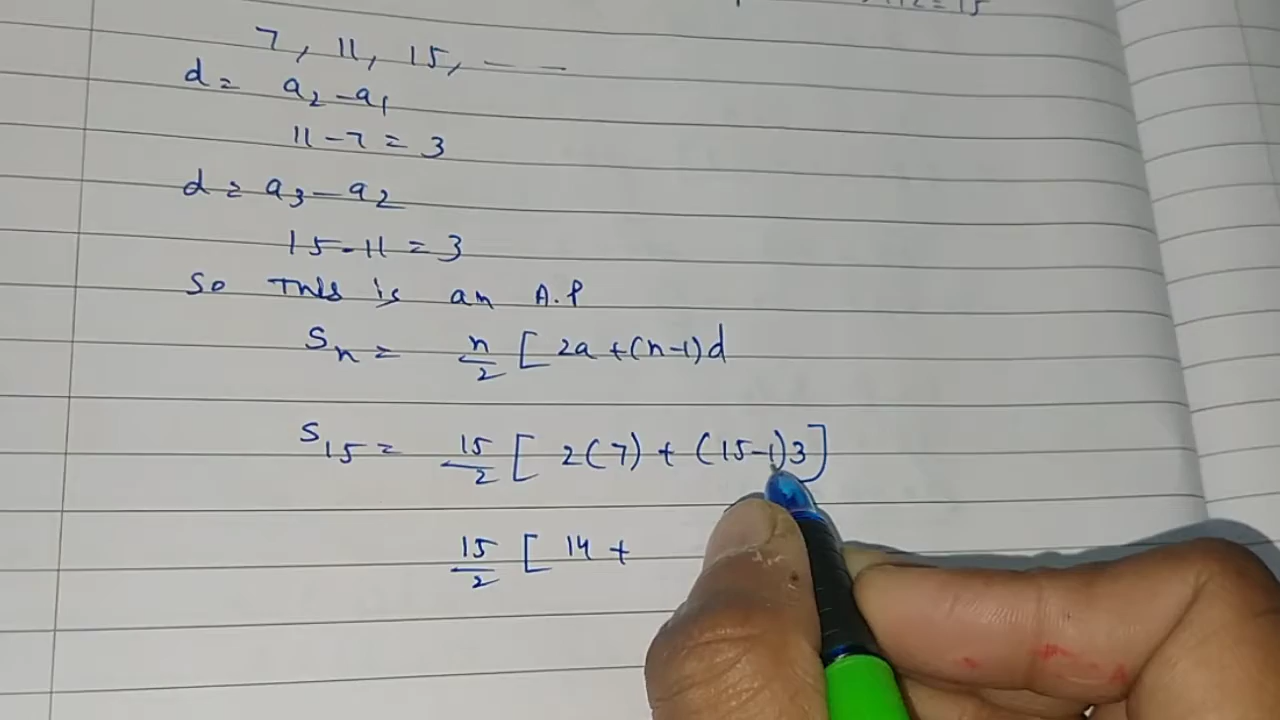 7, 11, 15, — —
d = a2 - a1
11 - 7 = 3
d = a3 - a2
15 - 11 = 3
So This is an A.P
Sn = n/2 [ 2a + (n-1)d
S15 = 15/2 [ 2(7) + (15-1)3]
15/2 [ 14 +